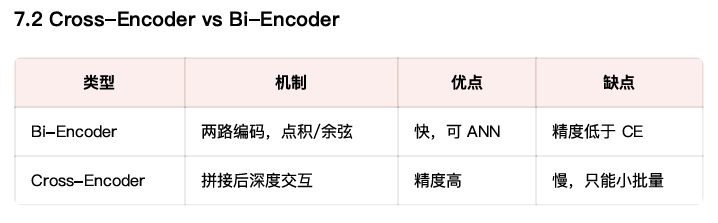 7.2 Cross-Encoder vs Bi-Encoder
类型 机制 优点 缺点
Bi-Encoder 两路编码，点积/余弦 快，可 ANN 精度低于 CE
Cross-Encoder 拼接后深度交互 精度高 慢，只能小批量